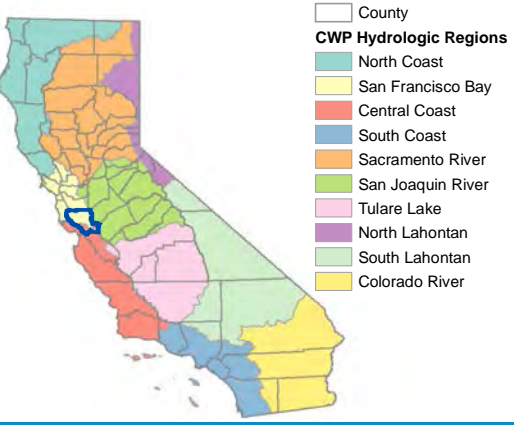 County
CWP Hydrologic Regions
North Coast
San Francisco Bay
Central Coast
South Coast
Sacramento River
San Joaquin River
Tulare Lake
North Lahontan
South Lahontan
Colorado River